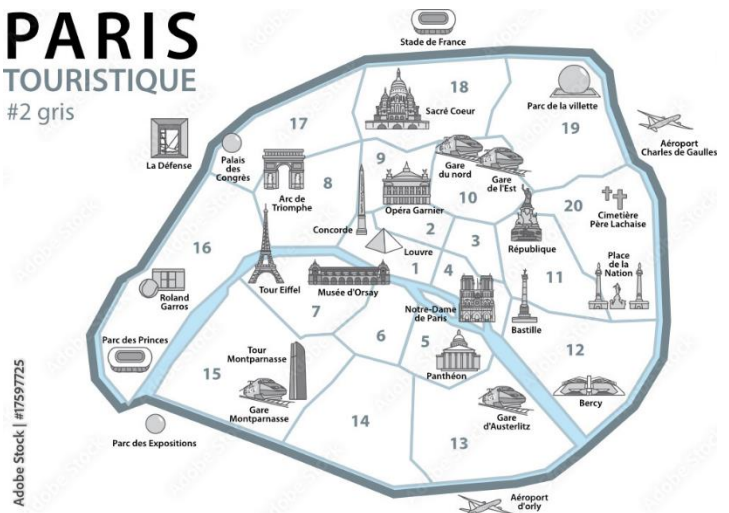 PARIS
TOURISTIQUE
#2 gris
Stade de France
18
Sacré Coeur
Parc de la villette
19
17
Aéroport
Charles de Gaulles
La Défense
Palais
des
Congrés
9
Gare
du nord
Gare
de l'Est
8
Arc de
Triomphe
Opéra Garnier
10
20
Cimetière
Père Lachaise
Concorde
2
3
République
16
Louvre
Place
de la
Nation
1
4
11
Tour Eiffel
Musée d'Orsay
Roland
Garros
7
Notre-Dame
de Paris
Bastille
Parc des Princes
6
5
12
Tour
Montparnasse
Panthéon
15
Gare
Montparnasse
Bercy
14
Gare
d'Austerlitz
13
Parc des Expositions
Aéroport
d'orly
Adobe Stock | #17597725
Adobe Stock